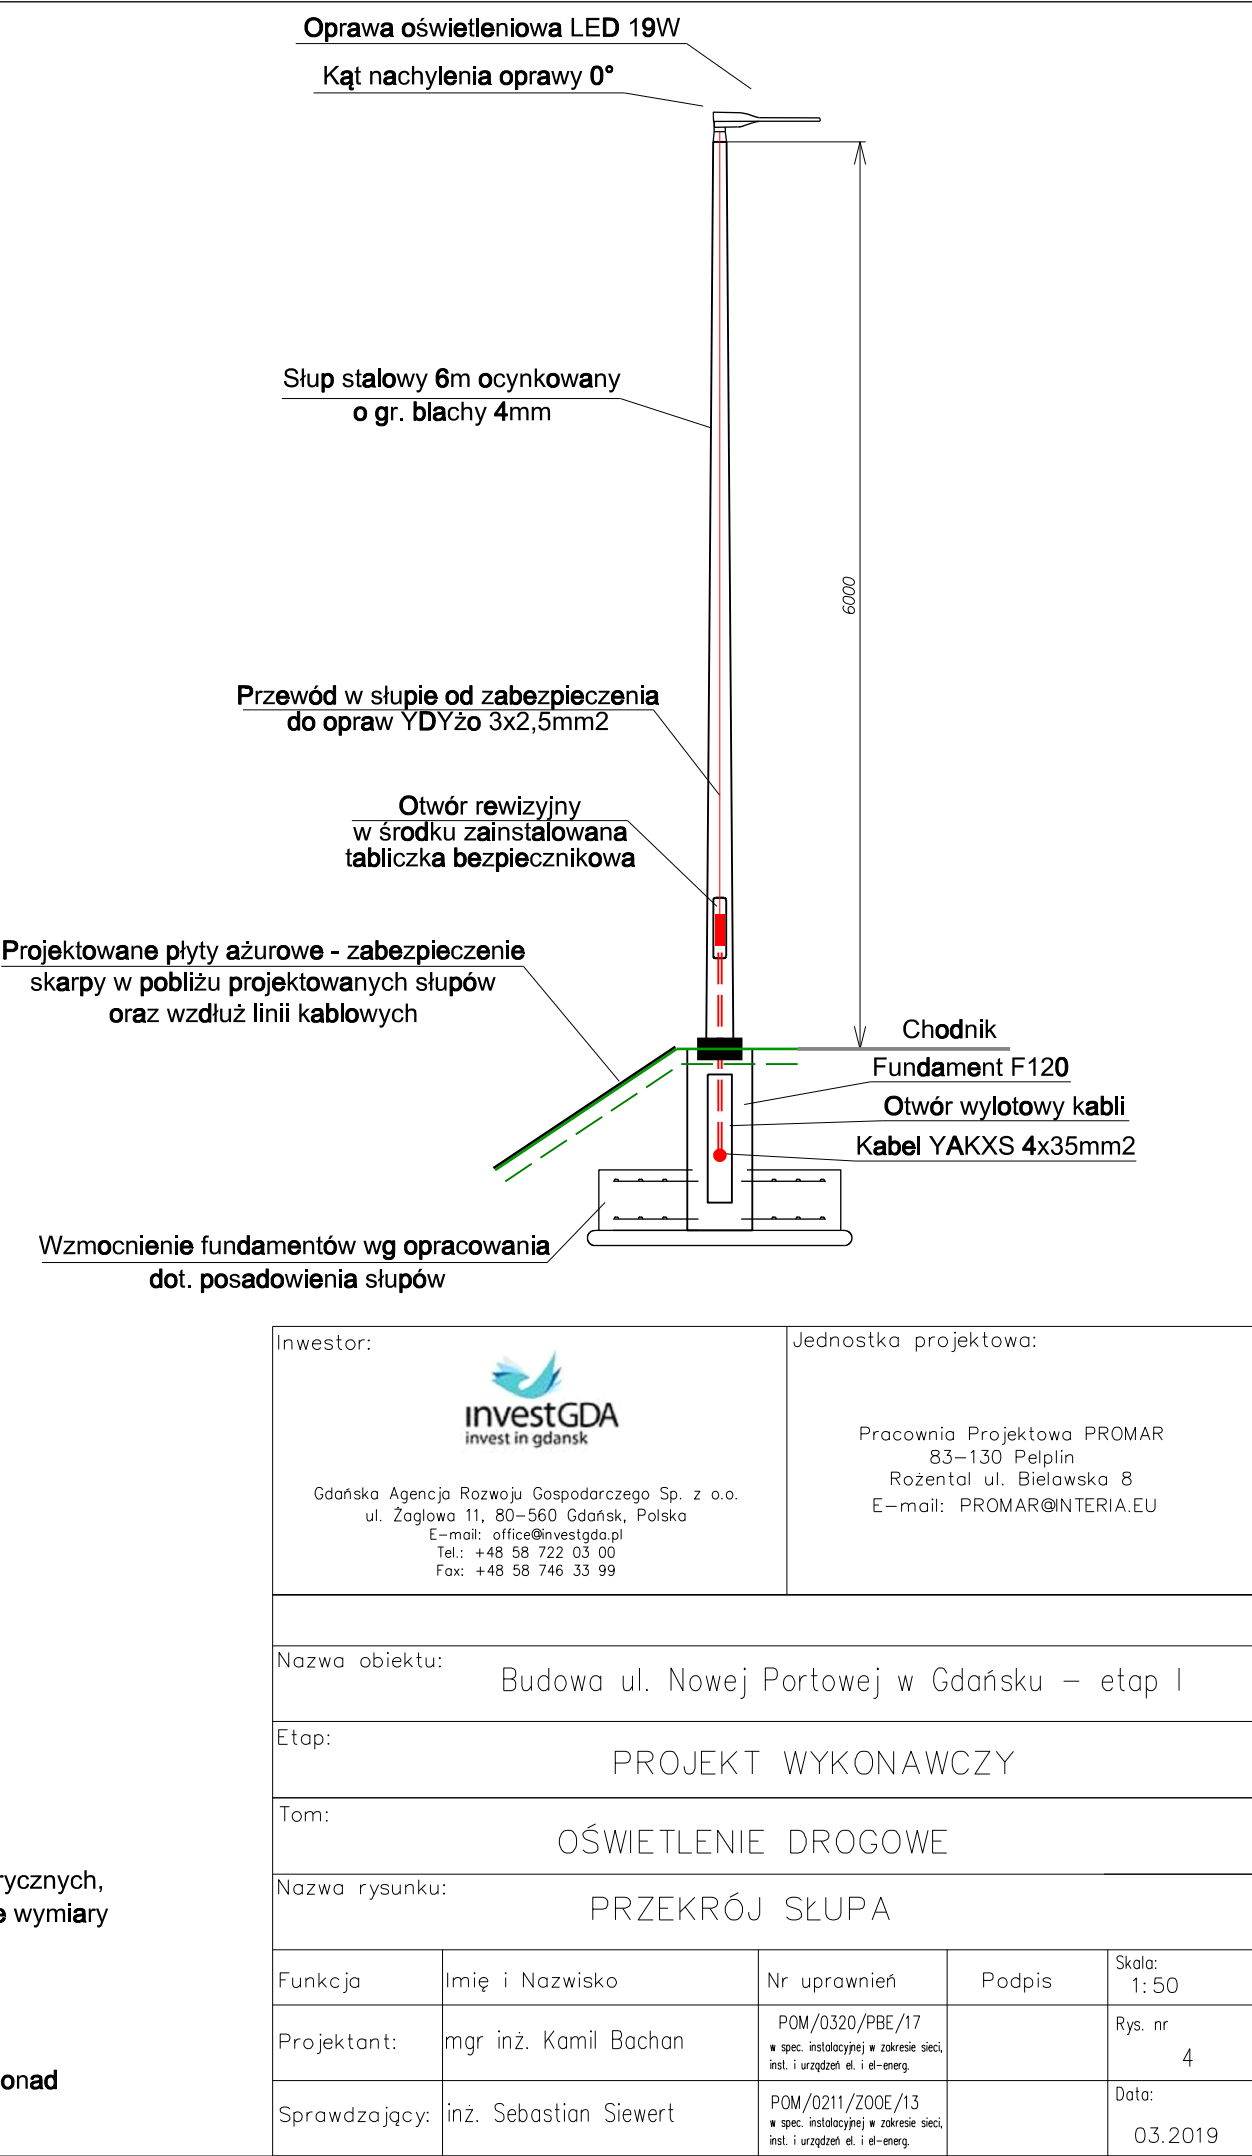 Oprawa oświetleniowa LED 19W
Kąt nachylenia oprawy 0°
Słup stalowy 6m ocynkowany
o gr. blachy 4mm
6000
Przewód w słupie od zabezpieczenia
do opraw YDYżo 3x2,5mm2
Otwór rewizyjny
w środku zainstalowana
tabliczka bezpiecznikowa
Projektowane płyty ażurowe - zabezpieczenie
skarpy w pobliżu projektowanych słupów
oraz wzdłuż linii kablowych
Chodnik
Fundament F120
Otwór wylotowy kabli
Kabel YAKXS 4x35mm2
Wzmocnienie fundamentów wg opracowania
dot. posadowienia słupów
Inwestor:
investGDA
invest in gdansk
Gdańska Agencja Rozwoju Gospodarczego Sp. z o.o.
ul. Żaglowa 11, 80-560 Gdańsk, Polska
E-mail: office@investgda.pl
Tel.: +48 58 722 03 00
Fax: +48 58 746 33 99
Jednostka projektowa:
Pracownia Projektowa PROMAR
83-130 Pelplin
Rożental ul. Bielawska 8
E-mail: PROMAR@INTERIA.EU
Nazwa obiektu:
Budowa ul. Nowej Portowej w Gdańsku - etap I
Etap:
PROJEKT WYKONAWCZY
Tom:
OŚWIETLENIE DROGOWE
Nazwa rysunku:
PRZEKRÓJ SŁUPA
rycznych,
e wymiary
onad
Funkcja
Imię i Nazwisko
Nr uprawnień
Podpis
Skala:
1:50
Projektant:
mgr inż. Kamil Bachan
POM/0320/PBE/17
w spec. instalacyjnej w zakresie sieci,
inst. i urządzeń el. i el-energ.
Rys. nr
4
Sprawdzający:
inż. Sebastian Siewert
POM/0211/ZOOE/13
w spec. instalacyjnej w zakresie sieci,
inst. i urządzeń el. i el-energ.
Data:
03.2019